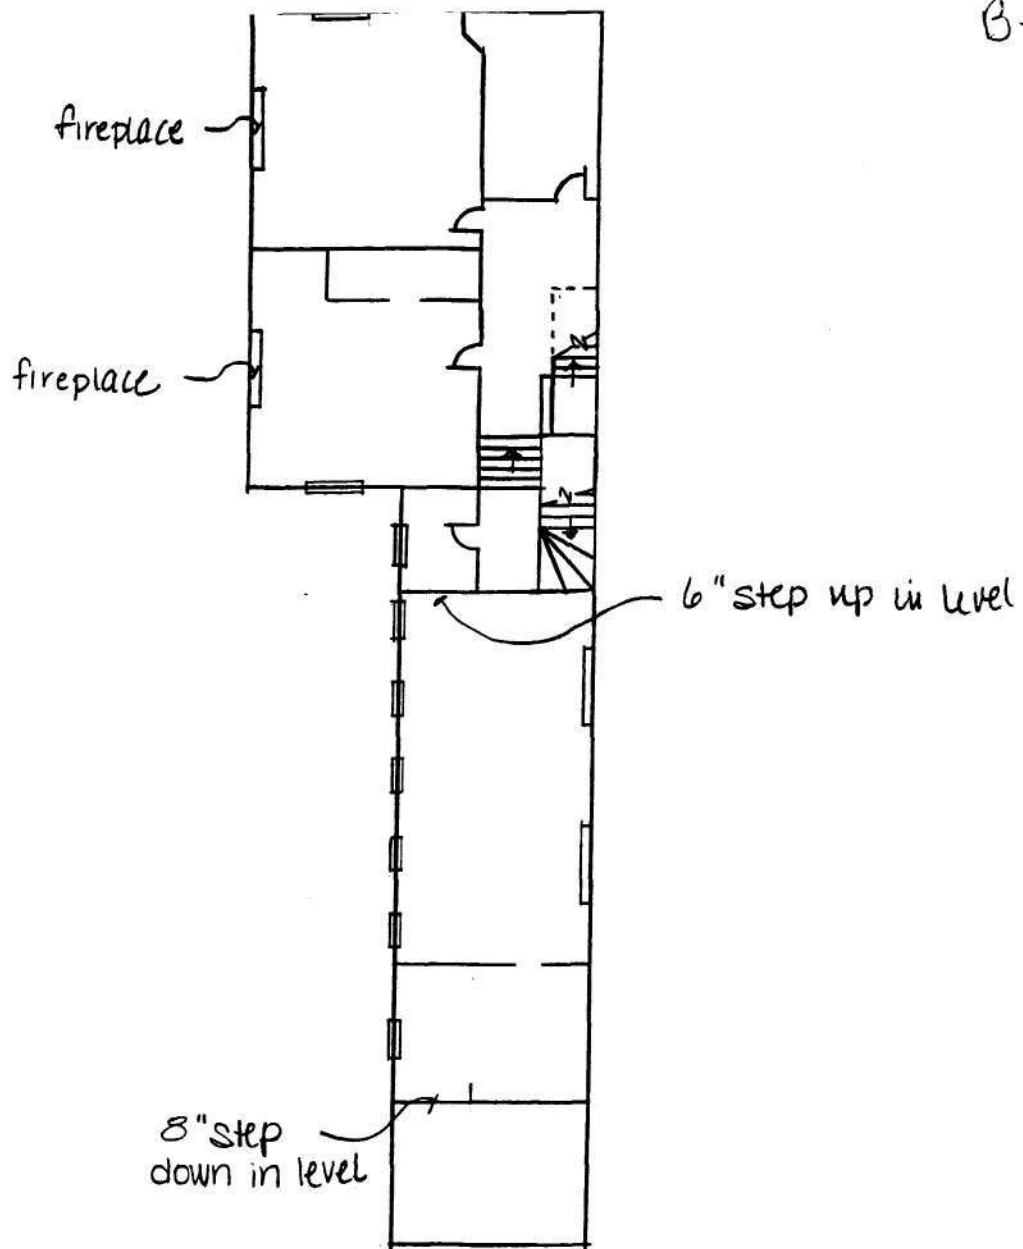 B-
fireplace
fireplace
6" step up in level
8" step
down in level